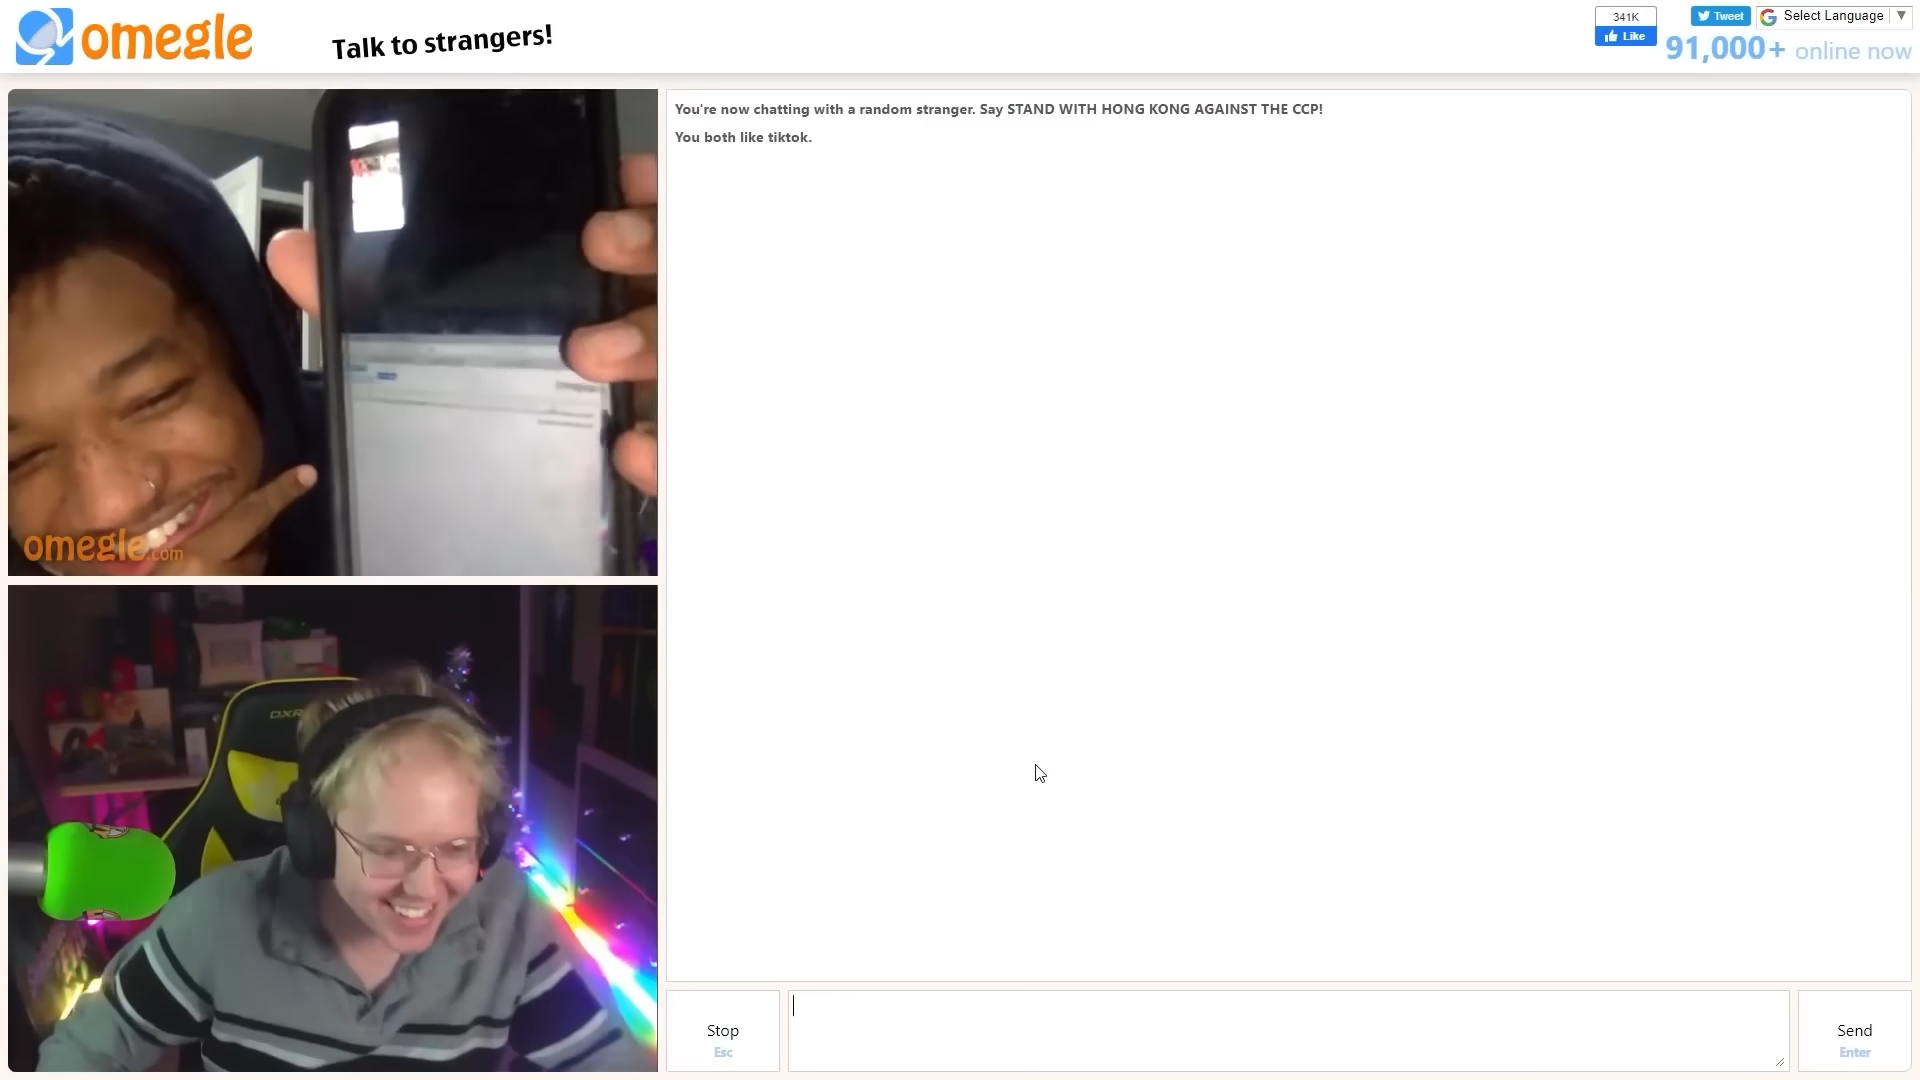 omegle
Talk to strangers!
341K
Like
Tweet
Select Language
91,000+ online now
You're now chatting with a random stranger. Say STAND WITH HONG KONG AGAINST THE CCP!
You both like tiktok.
omegle.com
DXR
Stop
Esc
Send
Enter